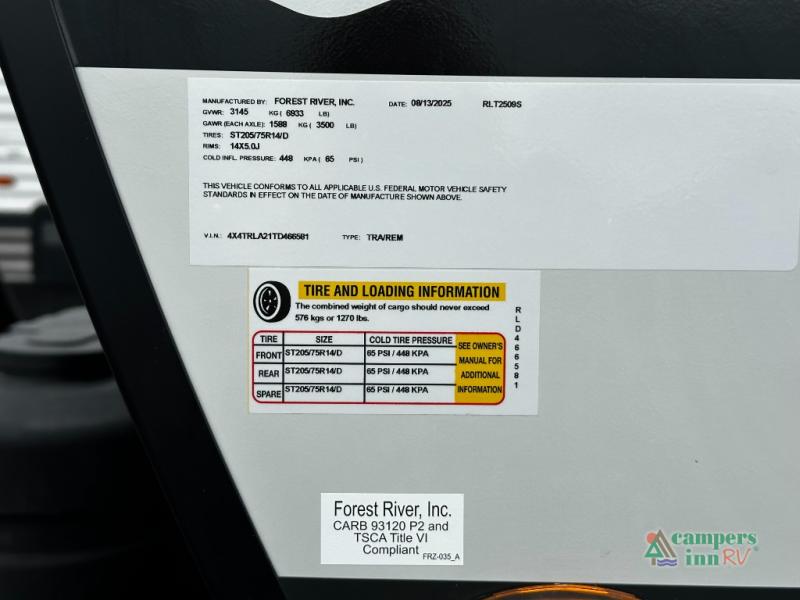 MANUFACTURED BY: FOREST RIVER, INC. DATE: 08/13/2025 RLT2509S
GVWR: 3145 KG ( 6933 LB)
GAWR (EACH AXLE): 1588 KG ( 3500 LB)
TIRES: ST205/75R14/D
RIMS: 14X5.0J
COLD INFL. PRESSURE: 448 KPA ( 65 PSI )
THIS VEHICLE CONFORMS TO ALL APPLICABLE U.S. FEDERAL MOTOR VEHICLE SAFETY
STANDARDS IN EFFECT ON THE DATE OF MANUFACTURE SHOWN ABOVE.
V.I.N.: 4X4TRLA21TD466581 TYPE: TRA/REM
TIRE AND LOADING INFORMATION
The combined weight of cargo should never exceed
576 kgs or 1270 lbs.
TIRE SIZE COLD TIRE PRESSURE
FRONT ST205/75R14/D 65 PSI / 448 KPA
REAR ST205/75R14/D 65 PSI / 448 KPA
SPARE ST205/75R14/D 65 PSI / 448 KPA
SEE OWNER'S
MANUAL FOR
ADDITIONAL
INFORMATION
RLD466581
Forest River, Inc.
CARB 93120 P2 and
TSCA Title VI
Compliant FRZ-035_A
campers
inn RV